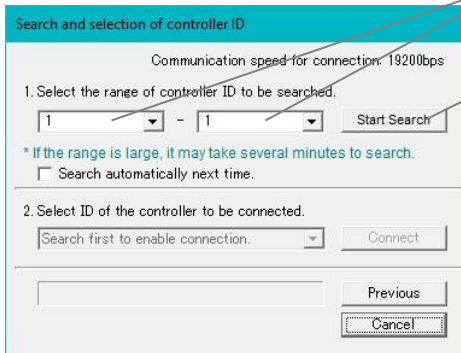 Search and selection of controller ID
Communication speed for connection: 19200bps
1. Select the range of controller ID to be searched.
1 - 1 Start Search
* If the range is large, it may take several minutes to search.
Search automatically next time.
2. Select ID of the controller to be connected.
Search first to enable connection. Connect
Previous
Cancel